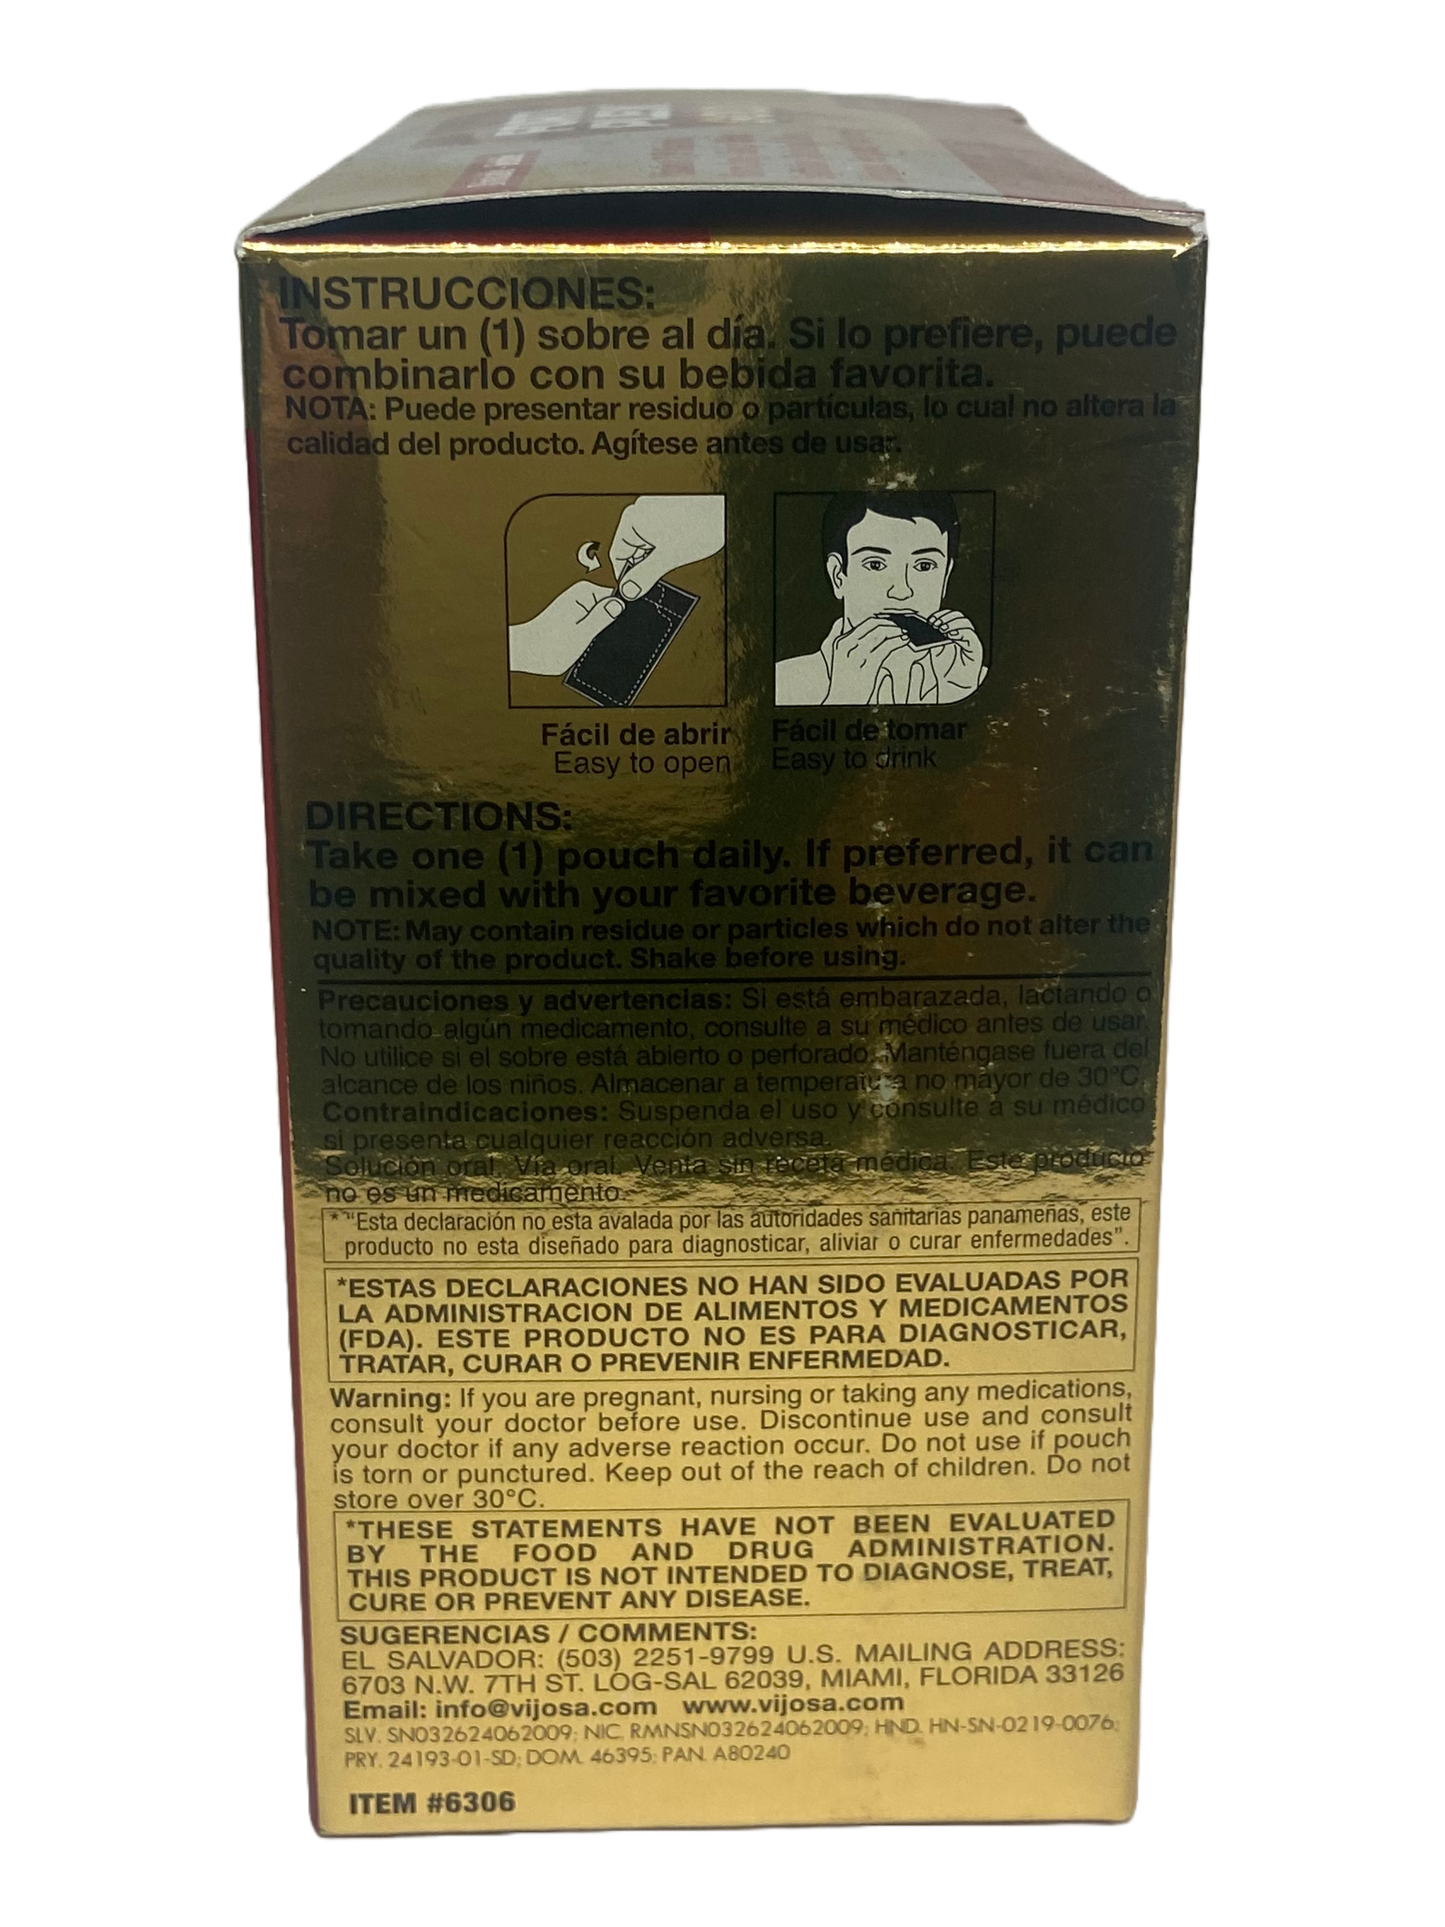 INSTRUCCIONES:
Tomar un (1) sobre al día. Si lo prefiere, puede
combinarlo con su bebida favorita.
NOTA: Puede presentar residuo o partículas, lo cual no altera la
calidad del producto. Agítese antes de usar.
Fácil de abrir
Easy to open
Fácil de tomar
Easy to drink
DIRECTIONS:
Take one (1) pouch daily. If preferred, it can
be mixed with your favorite beverage.
NOTE: May contain residue or particles which do not alter the
quality of the product. Shake before using.
Precauciones y advertencias: Si está embarazada, lactando o
tomando algún medicamento, consulte a su médico antes de usar.
No utilice si el sobre está abierto o perforado. Manténgase fuera del
alcance de los niños. Almacenar a temperatura no mayor de 30°C.
Contraindicaciones: Suspenda el uso y consulte a su médico
si presenta cualquier reacción adversa.
Solución oral. Vía oral. Venta sin receta médica. Este producto
no es un medicamento.
* "Esta declaración no esta avalada por las autoridades sanitarias panameñas, este
producto no esta diseñado para diagnosticar, aliviar o curar enfermedades".
*ESTAS DECLARACIONES NO HAN SIDO EVALUADAS POR
LA ADMINISTRACION DE ALIMENTOS Y MEDICAMENTOS
(FDA). ESTE PRODUCTO NO ES PARA DIAGNOSTICAR,
TRATAR, CURAR O PREVENIR ENFERMEDAD.
Warning: If you are pregnant, nursing or taking any medications,
consult your doctor before use. Discontinue use and consult
your doctor if any adverse reaction occur. Do not use if pouch
is torn or punctured. Keep out of the reach of children. Do not
store over 30°C.
*THESE STATEMENTS HAVE NOT BEEN EVALUATED
BY THE FOOD AND DRUG ADMINISTRATION.
THIS PRODUCT IS NOT INTENDED TO DIAGNOSE, TREAT,
CURE OR PREVENT ANY DISEASE.
SUGERENCIAS / COMMENTS:
EL SALVADOR: (503) 2251-9799 U.S. MAILING ADDRESS:
6703 N.W. 7TH ST. LOG-SAL 62039, MIAMI, FLORIDA 33126
Email: info@vijosa.com www.vijosa.com
SLV. SN032624062009; NIC. RMNSN032624062009; HND. HN-SN-0219-0076;
PRY. 24193-01-SD; DOM. 46395; PAN. A80240
ITEM #6306